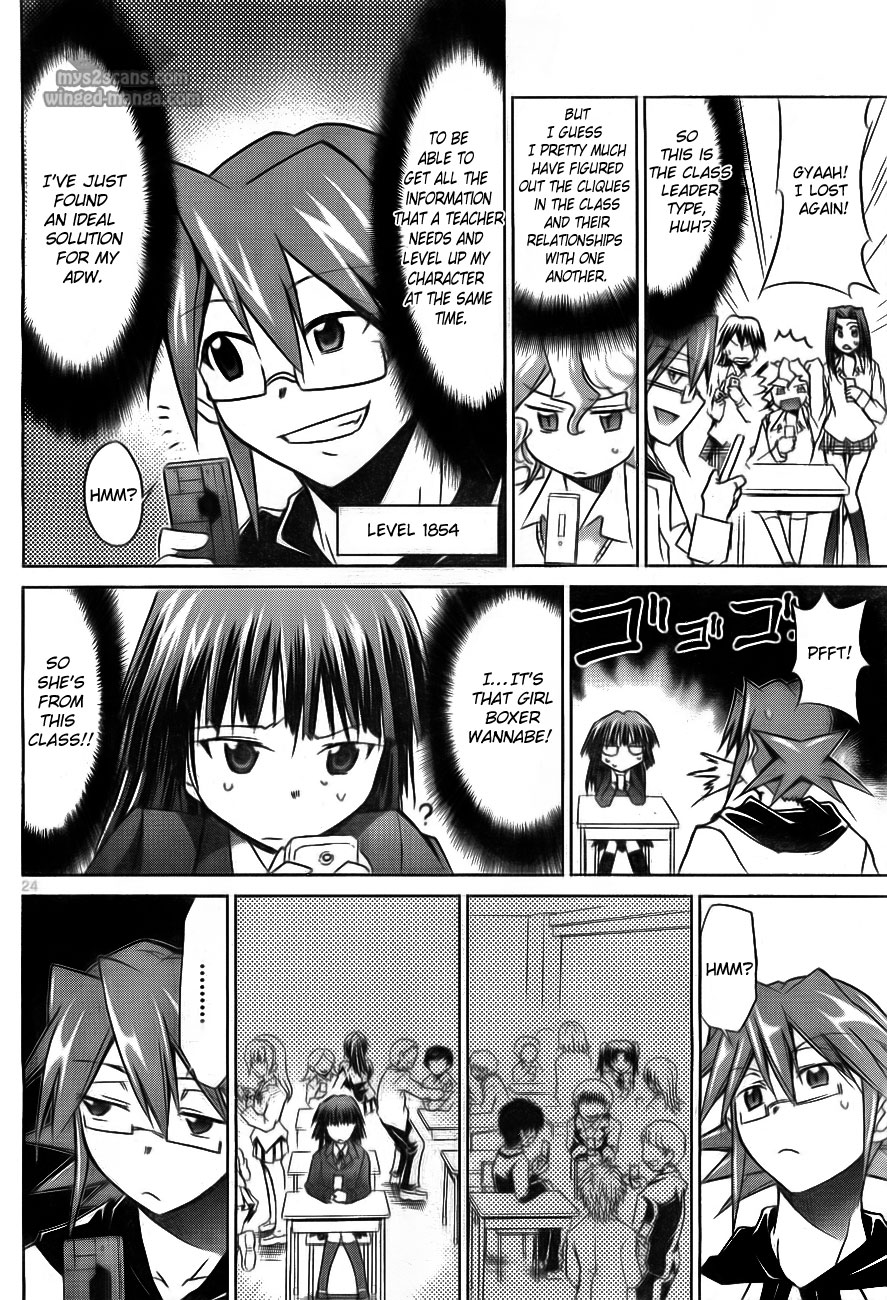 GYAAH!
I LOST
AGAIN!
SO
THIS IS
THE CLASS
LEADER
TYPE,
HUH?
BUT
I GUESS
I PRETTY MUCH
HAVE FIGURED
OUT THE CLIQUES
IN THE CLASS
AND THEIR
RELATIONSHIPS
WITH ONE
ANOTHER.
mys2scans.com
winged-manga.com
TO BE
ABLE TO
GET ALL THE
INFORMATION
THAT A TEACHER
NEEDS AND
LEVEL UP MY
CHARACTER
AT THE SAME
TIME.
I'VE JUST
FOUND
AN IDEAL
SOLUTION
FOR MY
ADW.
HMM?
LEVEL 1854
PFFT!
ゴゴゴゴ
I...IT'S
THAT GIRL
BOXER
WANNABE!
SO
SHE'S
FROM
THIS
CLASS!!
?
24
HMM?
.........